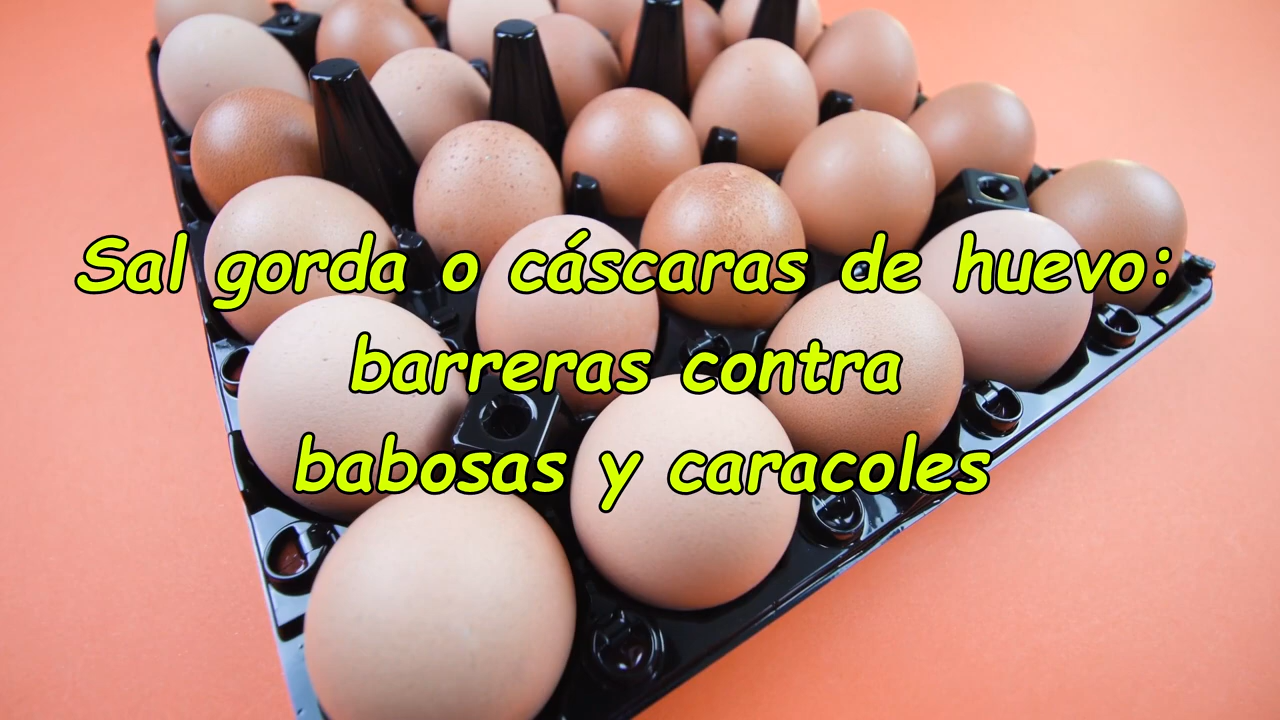 Sal gorda o cáscaras de huevo:
barreras contra
babosas y caracoles